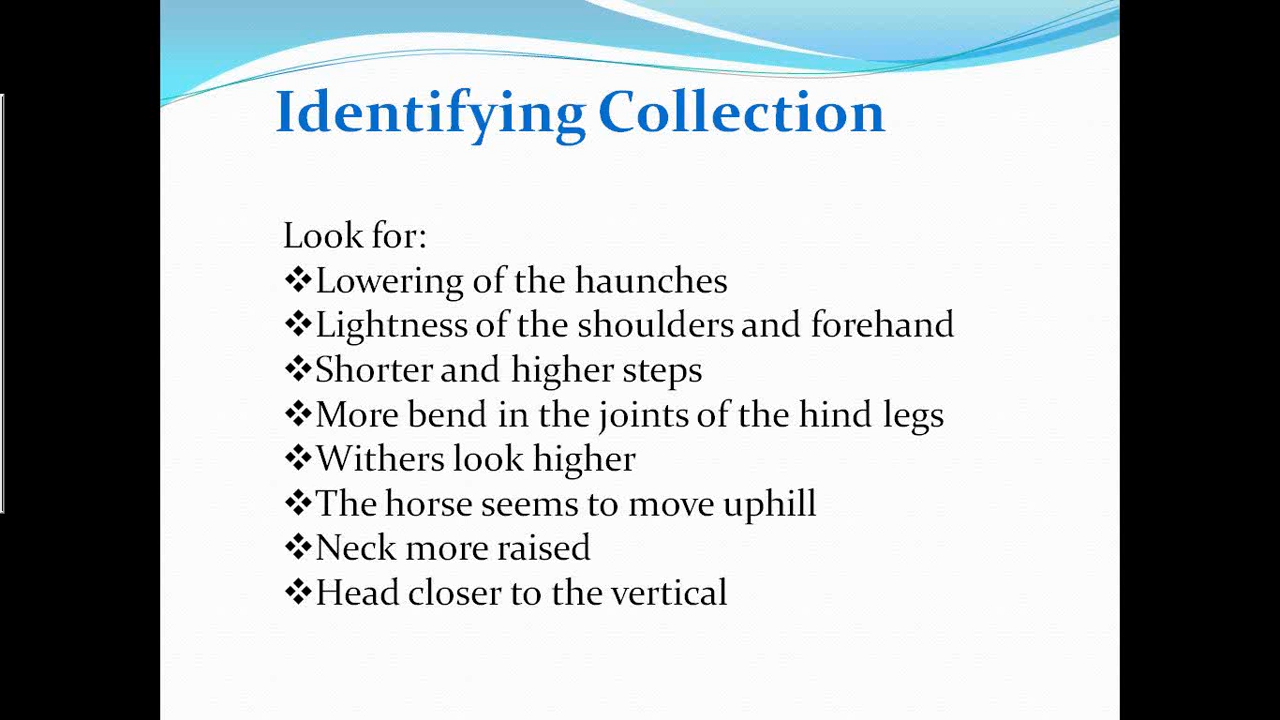 Identifying Collection
Look for:
❖Lowering of the haunches
❖Lightness of the shoulders and forehand
❖Shorter and higher steps
❖More bend in the joints of the hind legs
❖Withers look higher
❖The horse seems to move uphill
❖Neck more raised
❖Head closer to the vertical